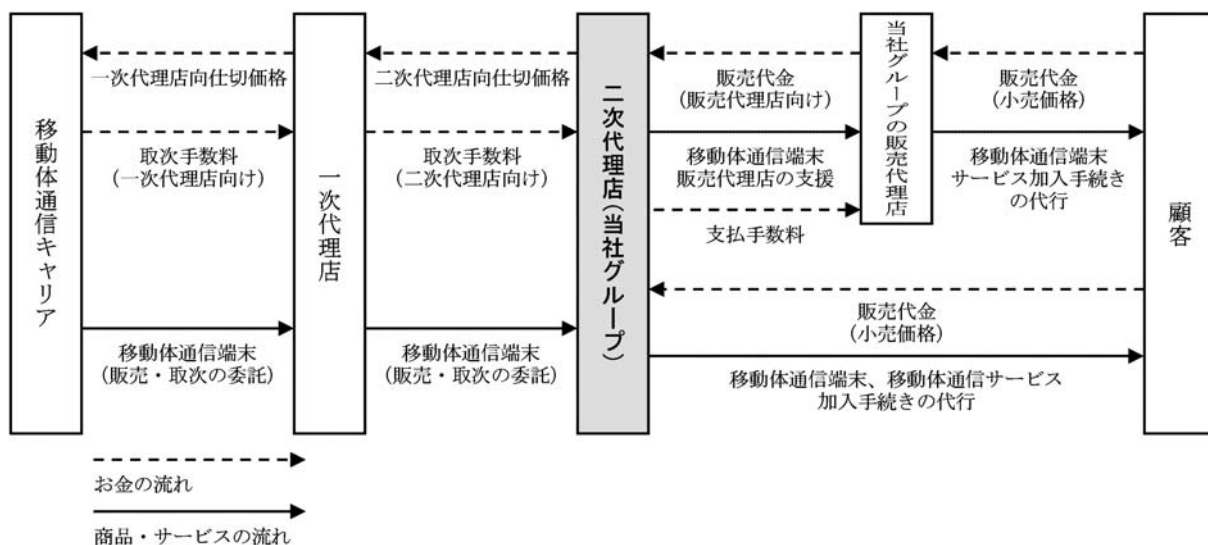 移動体通信キャリア
一次代理店向仕切価格
取次手数料
(一次代理店向け)
移動体通信端末
(販売・取次の委託)
一次代理店
二次代理店向仕切価格
取次手数料
(二次代理店向け)
移動体通信端末
(販売・取次の委託)
二次代理店(当社グループ)
販売代金
(販売代理店向け)
移動体通信端末
販売代理店の支援
支払手数料
当社グループの販売代理店
販売代金
(小売価格)
移動体通信端末
サービス加入手続き
の代行
販売代金
(小売価格)
移動体通信端末、移動体通信サービス
加入手続きの代行
顧客
お金の流れ
商品・サービスの流れ